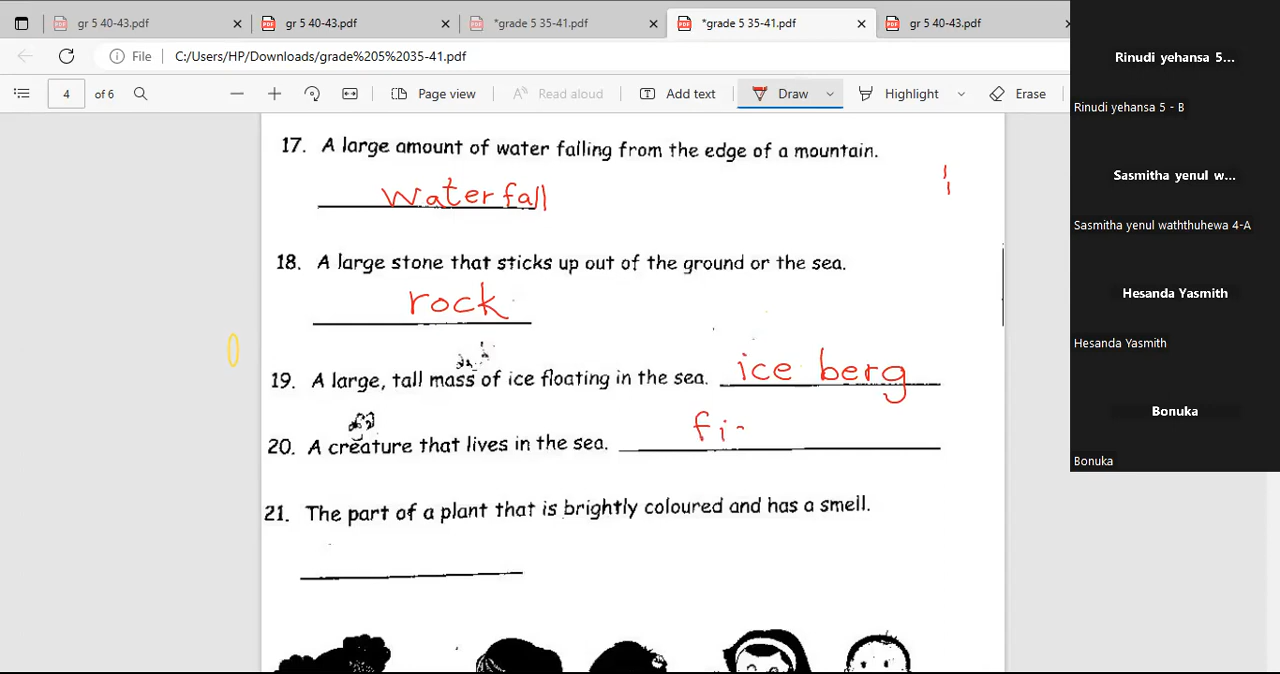 gr 5 40-43.pdf
gr 5 40-43.pdf
*grade 5 35-41.pdf
*grade 5 35-41.pdf
gr 5 40-43.pdf
File C:/Users/HP/Downloads/grade%205%2035-41.pdf
4 of 6 Page view Read aloud Add text Draw Highlight Erase
17. A large amount of water falling from the edge of a mountain.
Waterfall
18. A large stone that sticks up out of the ground or the sea.
rock
19. A large, tall mass of ice floating in the sea. ice berg
20. A creature that lives in the sea. fi-
21. The part of a plant that is brightly coloured and has a smell.
Rinudi yehansa 5...
Rinudi yehansa 5 - B
Sasmitha yenul w...
Sasmitha yenul waththuhewa 4-A
Hesanda Yasmith
Hesanda Yasmith
Bonuka
Bonuka